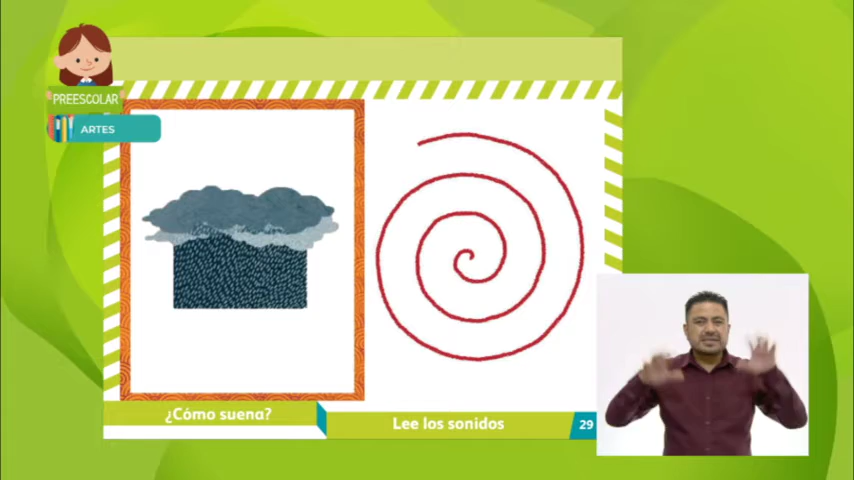 PREESCOLAR
ARTES
¿Cómo suena?
Lee los sonidos
29